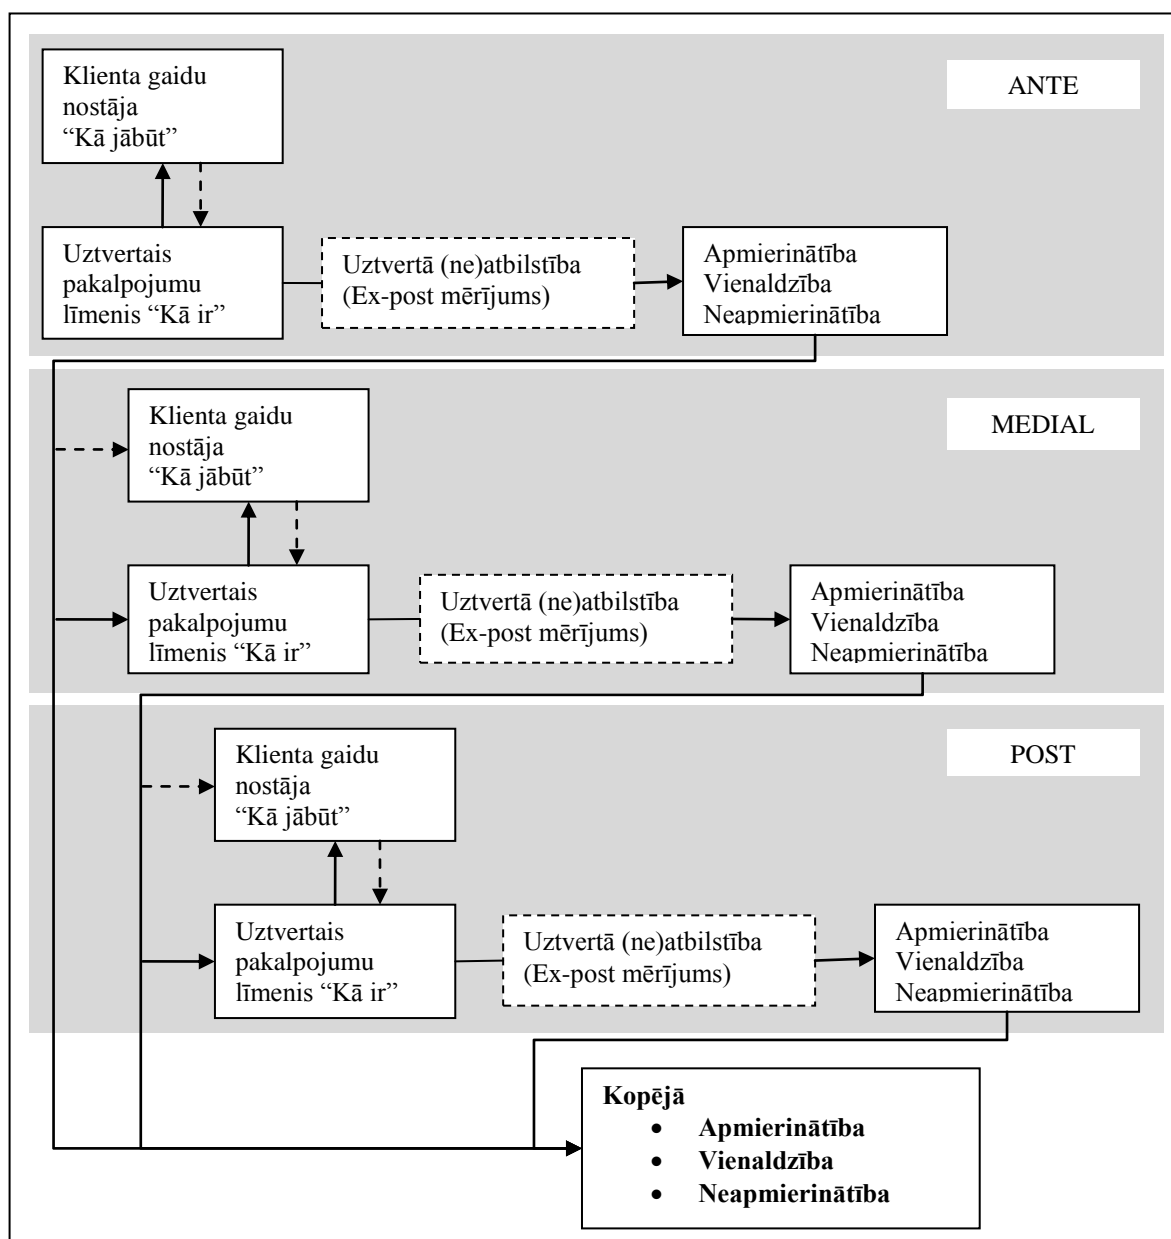 Klienta gaidu
nostāja
“Kā jābūt”
ANTE
Uztvertais
pakalpojumu
līmenis “Kā ir”
Uztvertā (ne)atbilstība
(Ex-post mērījums)
Apmierinātība
Vienaldzība
Neapmierinātība
Klienta gaidu
nostāja
“Kā jābūt”
MEDIAL
Uztvertais
pakalpojumu
līmenis “Kā ir”
Uztvertā (ne)atbilstība
(Ex-post mērījums)
Apmierinātība
Vienaldzība
Neapmierinātība
Klienta gaidu
nostāja
“Kā jābūt”
POST
Uztvertais
pakalpojumu
līmenis “Kā ir”
Uztvertā (ne)atbilstība
(Ex-post mērījums)
Apmierinātība
Vienaldzība
Neapmierinātība
Kopējā
• Apmierinātība
• Vienaldzība
• Neapmierinātība